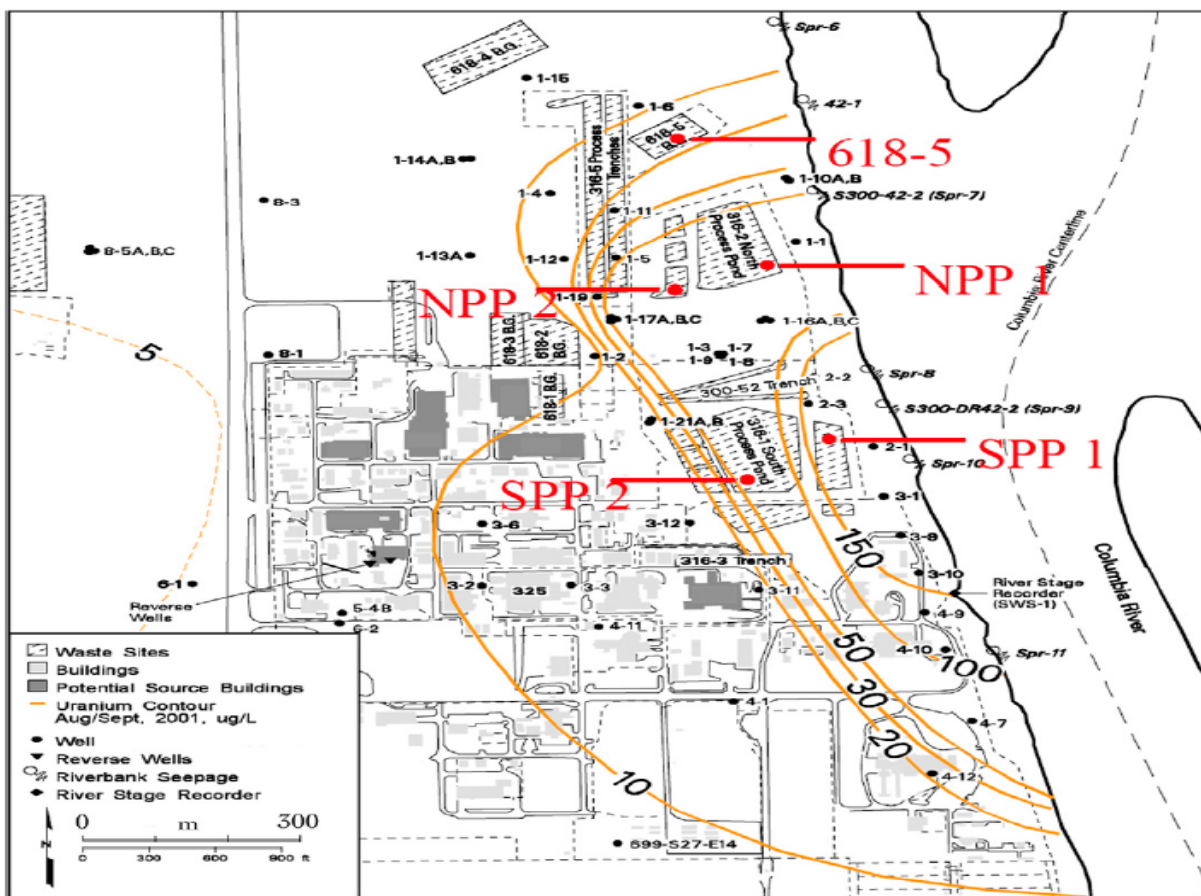 Spr-6
618-4 B.G.
1-15
1-6
42-1
618-5
B.G.
618-5
316-5 Process
Trenches
1-14A,B
1-10A,B
1-4
S300-42-2 (Spr-7)
8-3
1-11
316-2 North
Process Pond
Columbia River Centerline
8-5A,B,C
1-13A
1-12
1-5
1-1
NPP 1
NPP 2
1-19
1-17A,B,C
1-16A,B,C
5
8-1
618-3 B.G.
618-2
B.G.
1-2
1-3
1-7
1-9
1-8
300-52 Trench
2-2
Spr-8
618-1 B.G.
2-3
S300-DR42-2 (Spr-9)
1-21A,B
316-1 South
Process Pond
2-1
SPP 1
Spr-10
SPP 2
3-1
3-6
3-12
150
3-8
316-3 Trench
3-10
6-1
3-2
325
3-3
3-11
River Stage
Recorder
(SWS-1)
Columbia River
Reverse
Wells
5-4B
4-9
4-11
50
4-10
100
Spr-11
30
4-1
4-7
20
4-12
10
699-S27-E14
Waste Sites
Buildings
Potential Source Buildings
Uranium Contour
Aug/Sept, 2001, ug/L
Well
Reverse Wells
Riverbank Seepage
River Stage Recorder
0 m 300
0 300 600 900 ft
N